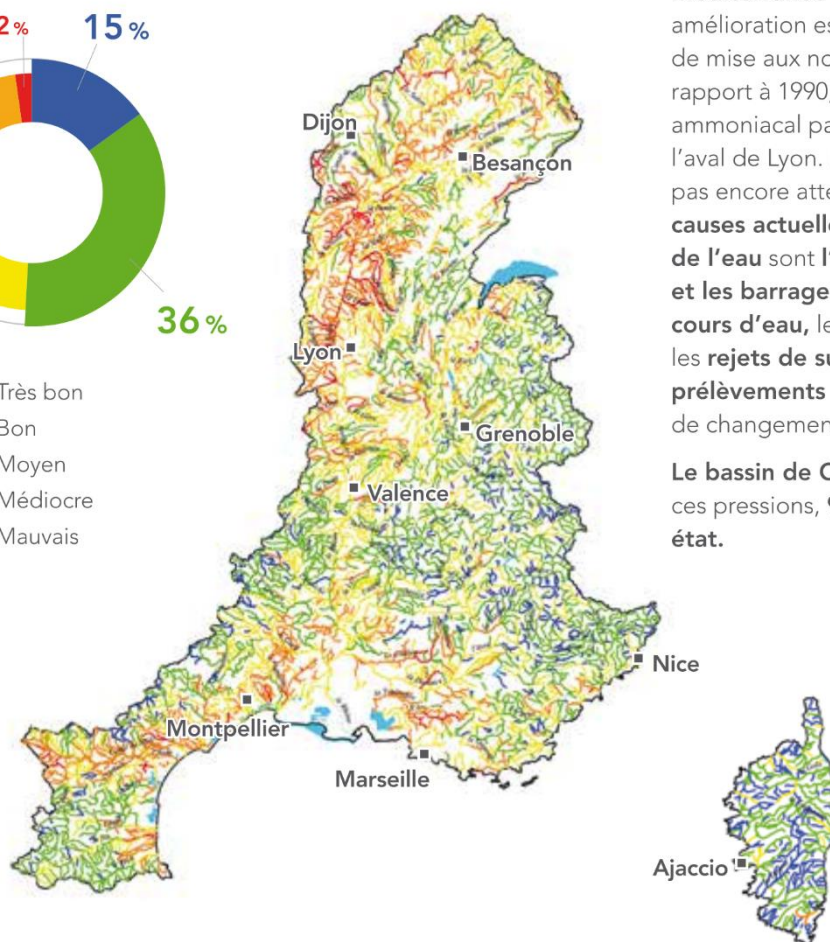 2 %
15 %
36 %
Très bon
Bon
Moyen
Médiocre
Mauvais
Dijon
Besançon
Lyon
Grenoble
Valence
Nice
Montpellier
Marseille
Ajaccio
amélioration es
de mise aux no
rapport à 1990,
ammoniacal pa
l’aval de Lyon.
pas encore atte
causes actuelle
de l’eau sont l’
et les barrage
cours d’eau, le
les rejets de su
prélèvements
de changemen
Le bassin de C
ces pressions, 
état.